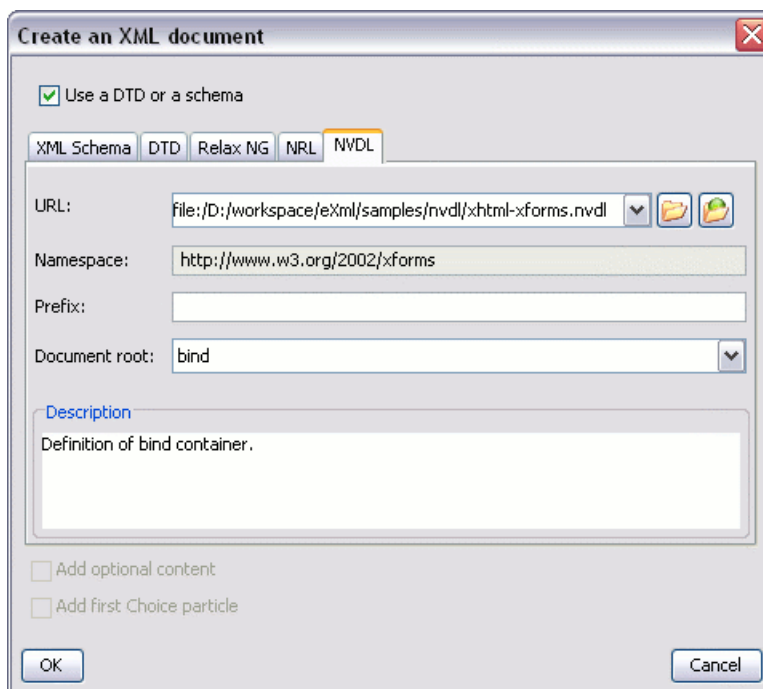 Create an XML document
Use a DTD or a schema
XML Schema DTD Relax NG NRL NVDL
URL: file:/D:/workspace/eXml/samples/nvdl/xhtml-xforms.nvdl
Namespace: http://www.w3.org/2002/xforms
Prefix:
Document root: bind
Description
Definition of bind container.
Add optional content
Add first Choice particle
OK Cancel